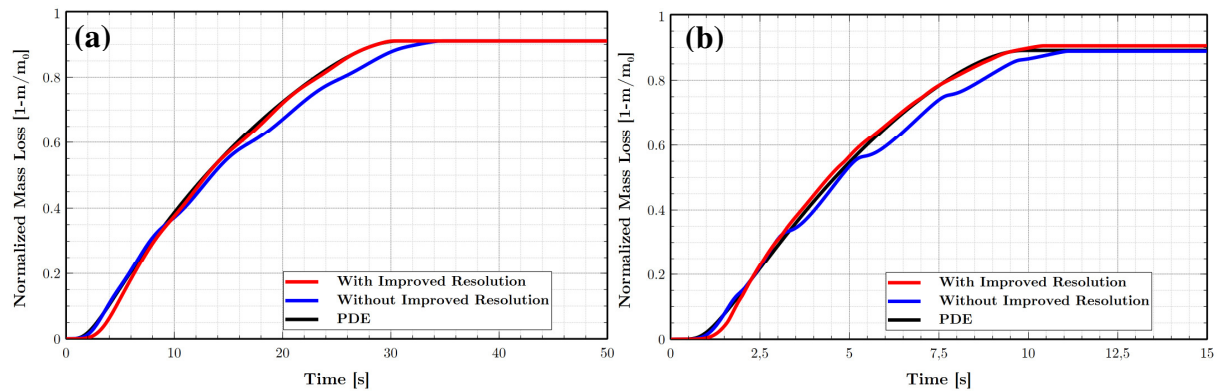 (a)
Normalized Mass Loss [1-m/m₀]
1
0.8
0.6
0.4
0.2
0
0
10
20
30
40
50
Time [s]
With Improved Resolution
Without Improved Resolution
PDE
(b)
Normalized Mass Loss [1-m/m₀]
1
0.8
0.6
0.4
0.2
0
0
2,5
5
7,5
10
12,5
15
Time [s]
With Improved Resolution
Without Improved Resolution
PDE